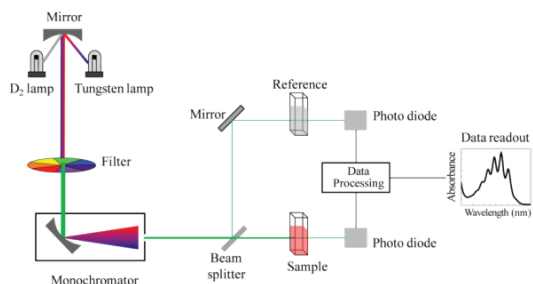 Mirror
D₂ lamp
Tungsten lamp
Filter
Monochromator
Mirror
Beam
splitter
Reference
Sample
Photo diode
Data
Processing
Photo diode
Data readout
Absorbance
Wavelength (nm)